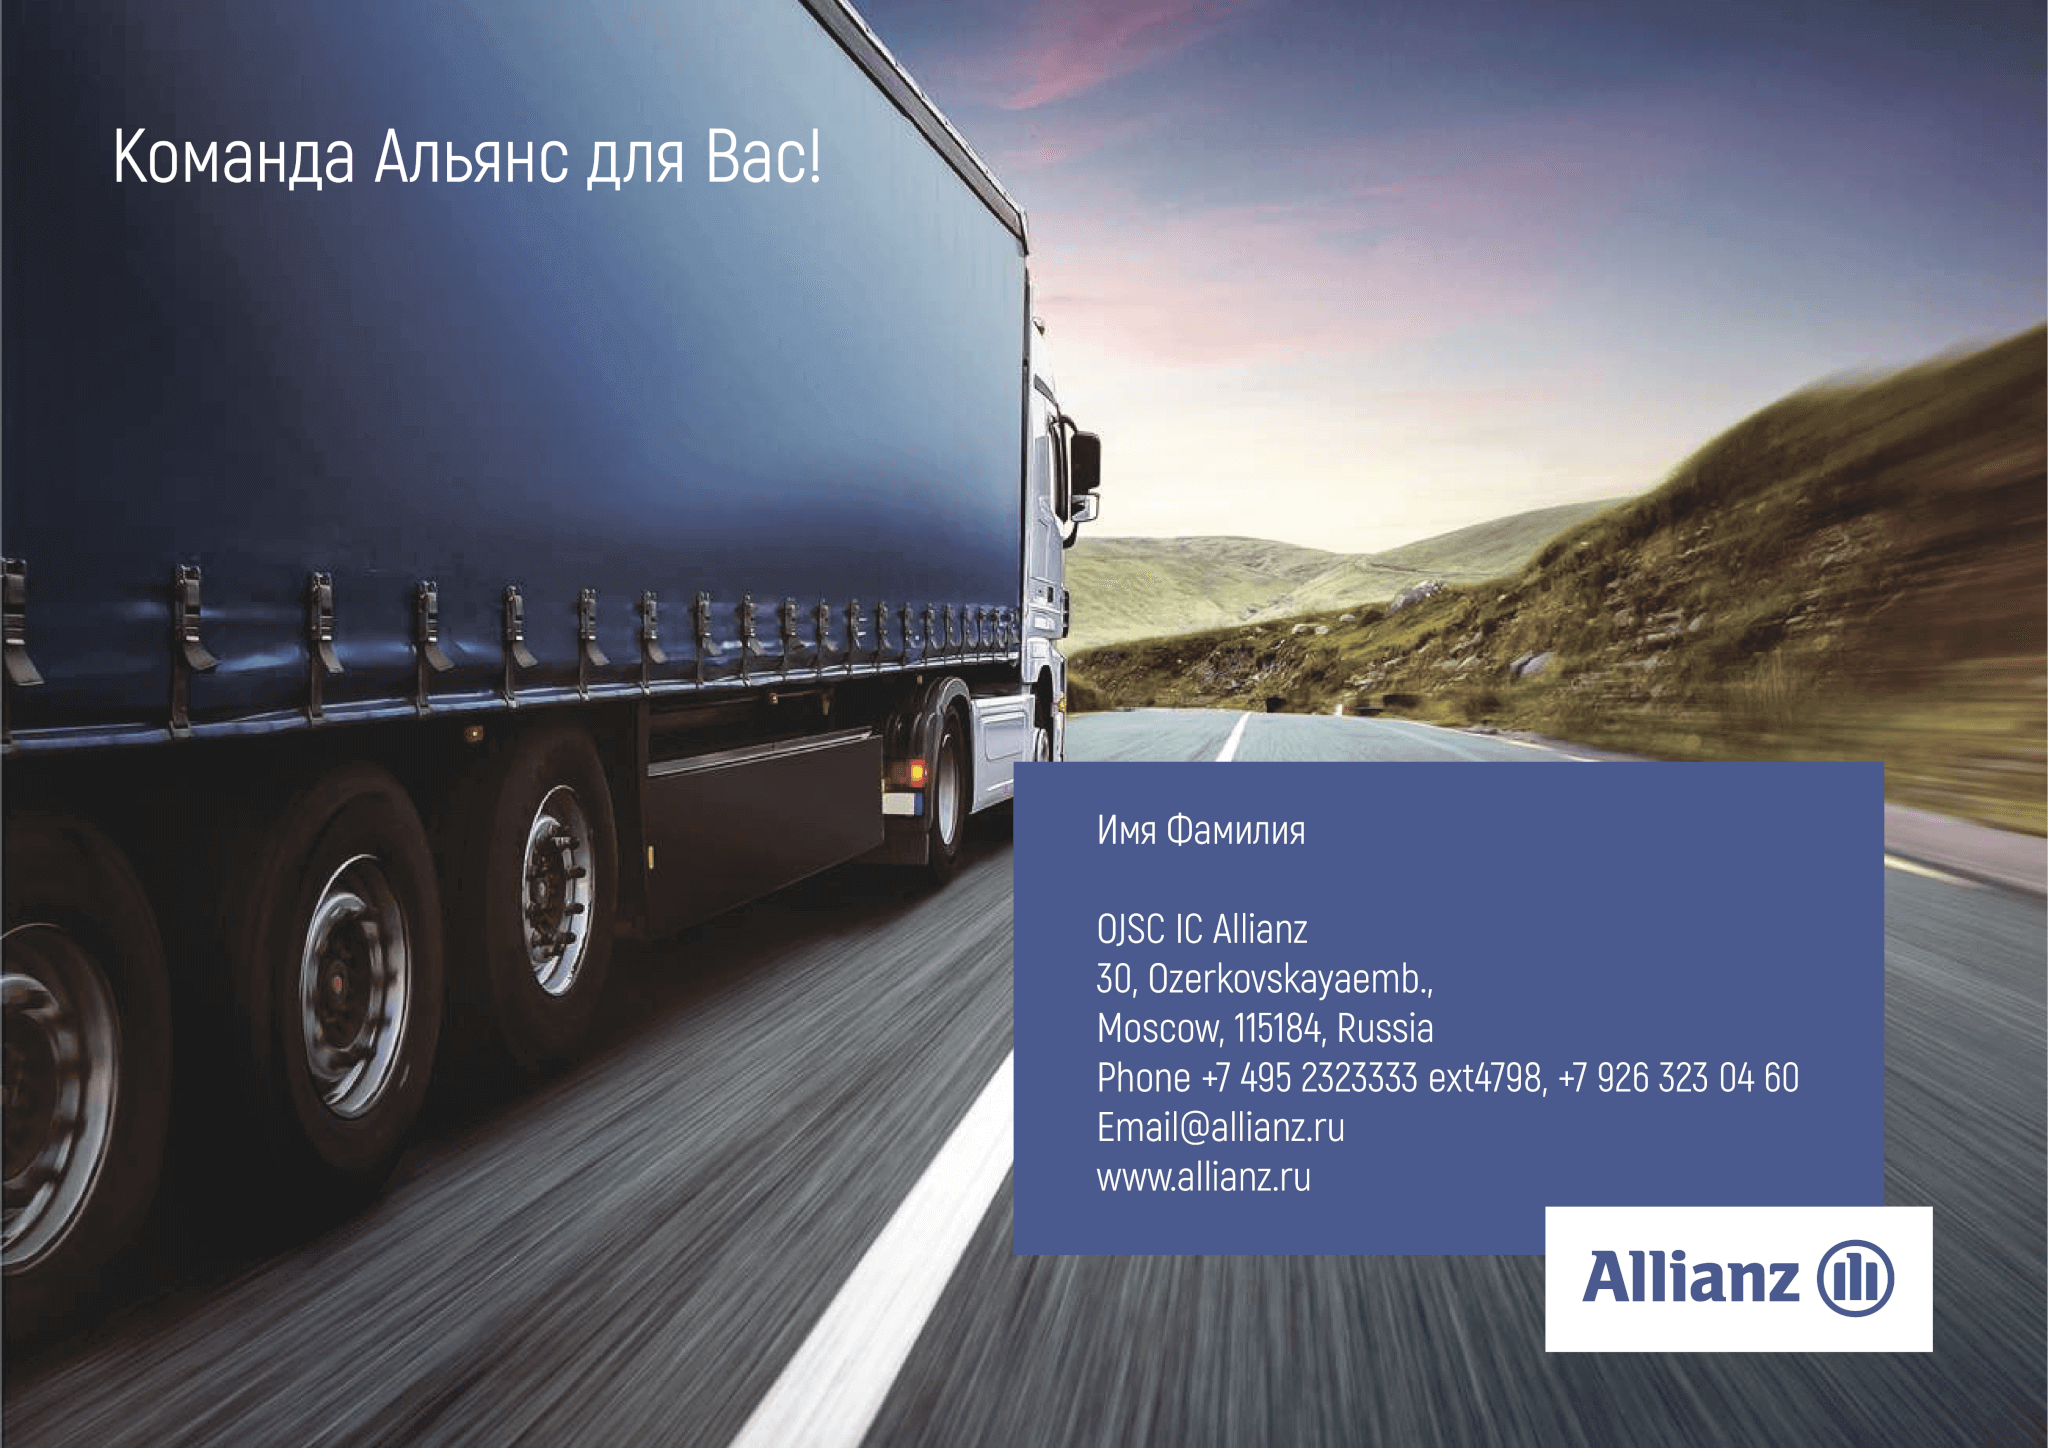 Команда Альянс для Вас!
Имя Фамилия
OJSC IC Allianz
30, Ozerkovskayaemb.,
Moscow, 115184, Russia
Phone +7 495 2323333 ext4798, +7 926 323 04 60
Email@allianz.ru
www.allianz.ru
Allianz